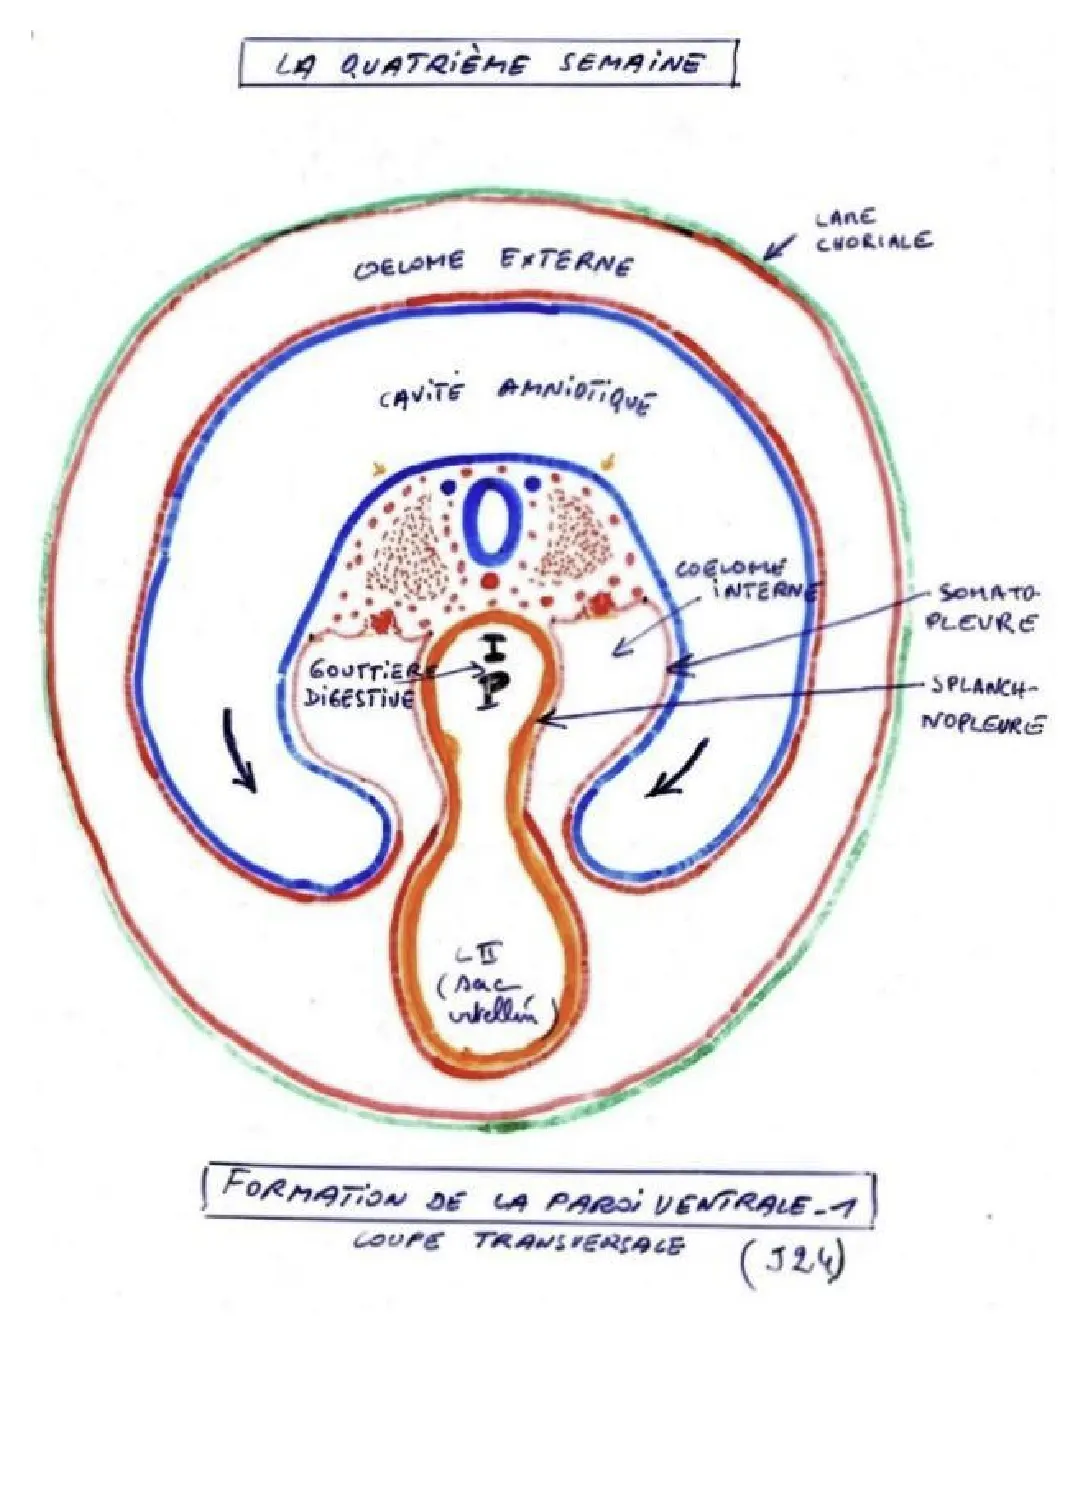 LA QUATRIÈME SEMAINE
LAME
CHORIALE
COELOME EXTERNE
CAVITÉ AMNIOTIQUE
COELOME
INTERNE
SOMATO-
PLEURE
I
P
GOUTTIERE
DIGESTIVE
SPLANCH-
NOPLEURE
LII
(sac
vitellin)
FORMATION DE LA PAROI VENTRALE-1
COUPE TRANSVERSALE (J24)